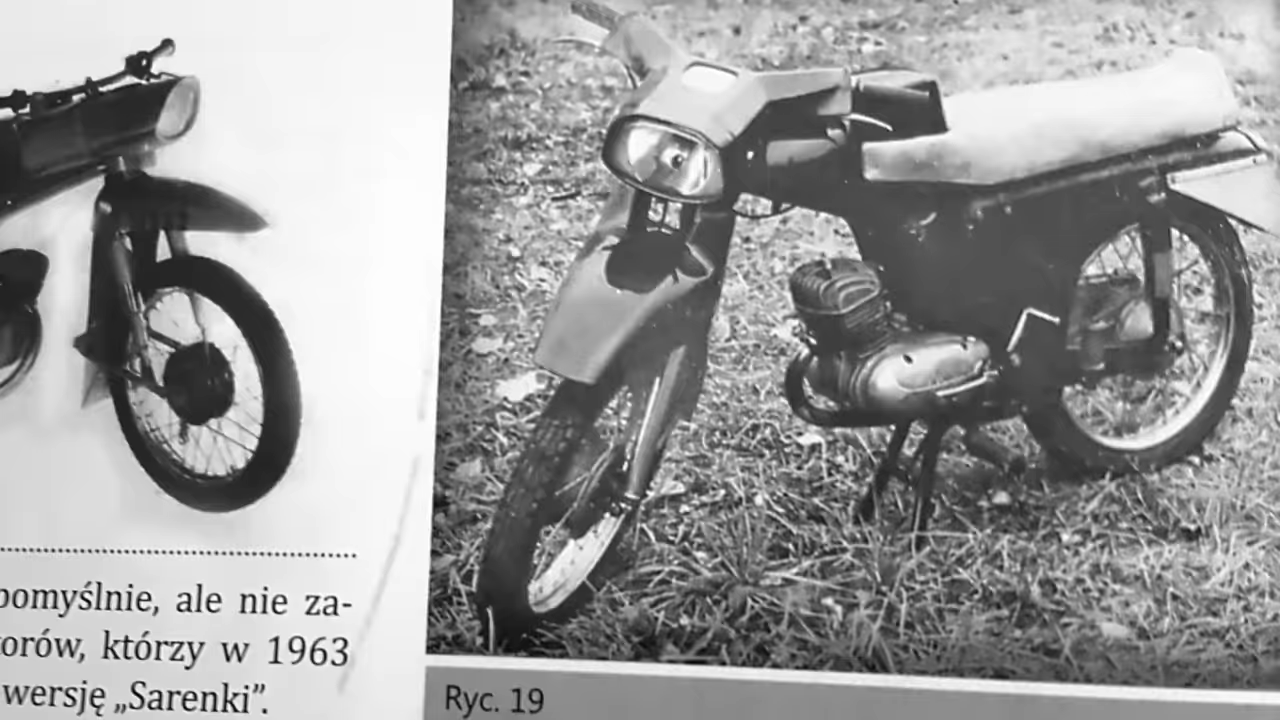 pomyślnie, ale nie za-
torów, którzy w 1963
wersję „Sarenki”.
Ryc. 19